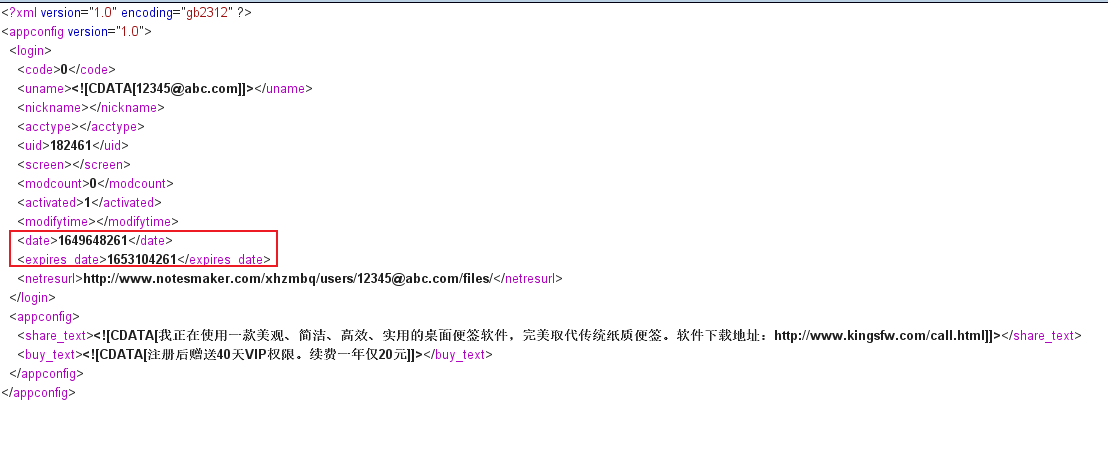 <?xml version="1.0" encoding="gb2312" ?>
<appconfig version="1.0">
<login>
<code>0</code>
<uname><![CDATA[12345@abc.com]]></uname>
<nickname></nickname>
<acctype></acctype>
<uid>182461</uid>
<screen></screen>
<modcount>0</modcount>
<activated>1</activated>
<modifytime></modifytime>
<date>1649648261</date>
<expires_date>1653104261</expires_date>
<netresurl>http://www.notesmaker.com/xhzmbq/users/12345@abc.com/files/</netresurl>
</login>
<appconfig>
<share_text><![CDATA[我正在使用一款美观、简洁、高效、实用的桌面便签软件，完美取代传统纸质便签。软件下载地址：http://www.kingsfw.com/call.html]]></share_text>
<buy_text><![CDATA[注册后赠送40天VIP权限。续费一年仅20元]]></buy_text>
</appconfig>
</appconfig>